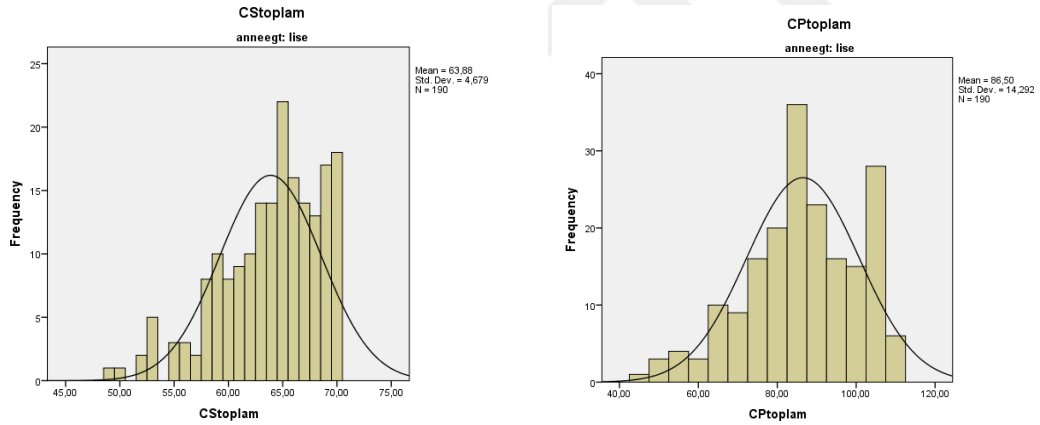 CStoplam
anneegt: lise
Mean = 63,88
Std. Dev. = 4,679
N = 190
25
20
15
10
5
0
Frequency
45,00 50,00 55,00 60,00 65,00 70,00 75,00
CStoplam
CPtoplam
anneegt: lise
Mean = 86,50
Std. Dev. = 14,292
N = 190
40
30
20
10
0
Frequency
40,00 60,00 80,00 100,00 120,00
CPtoplam